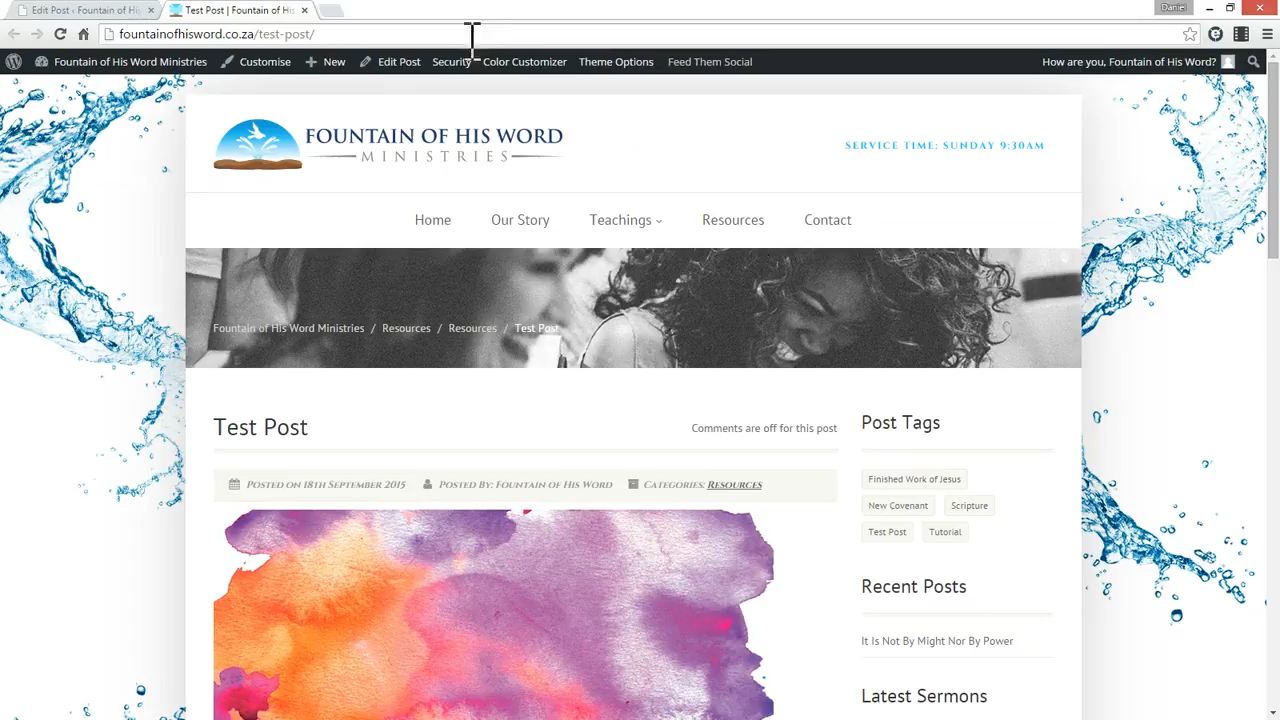 Edit Post ‹ Fountain of Hi
Test Post | Fountain of His
Daniel
fountainofhisword.co.za/test-post/
Fountain of His Word Ministries
Customise
New
Edit Post
Security
Color Customizer
Theme Options
Feed Them Social
How are you, Fountain of His Word?
FOUNTAIN OF HIS WORD
MINISTRIES
SERVICE TIME: SUNDAY 9:30AM
Home
Our Story
Teachings
Resources
Contact
Fountain of His Word Ministries / Resources / Resources / Test Post
Test Post
Comments are off for this post
Posted on 18th September 2015
Posted By: Fountain of His Word
Categories: Resources
Post Tags
Finished Work of Jesus
New Covenant
Scripture
Test Post
Tutorial
Recent Posts
It Is Not By Might Nor By Power
Latest Sermons